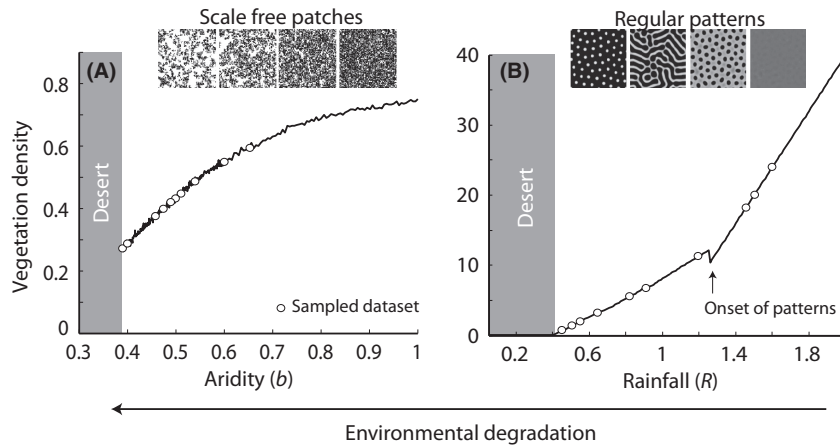 Scale free patches
Regular patterns
(A)
(B)
Vegetation density
0.8
0.6
0.4
0.2
0
Desert
Sampled dataset
0.3 0.4 0.5 0.6 0.7 0.8 0.9 1
Aridity (b)
40
30
20
10
0
Desert
Onset of patterns
0.2 0.6 1 1.4 1.8
Rainfall (R)
Environmental degradation